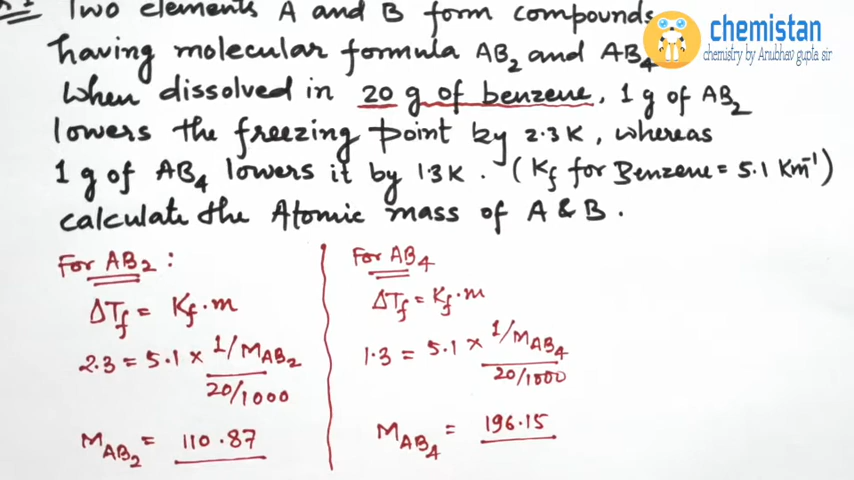 Two elements A and B form compounds
having molecular formula AB₂ and AB₄
When dissolved in 20 g of benzene, 1 g of AB₂
lowers the freezing point by 2.3 K, whereas
1 g of AB₄ lowers it by 1.3 K. (Kf for Benzene = 5.1 Km⁻¹)
calculate the Atomic mass of A & B.
chemistan
chemistry by Anubhav gupta sir
For AB₂ :
ΔTf = Kf · m
2.3 = 5.1 × 1/M AB₂
20/1000
M AB₂ = 110.87
For AB₄
ΔTf = Kf · m
1.3 = 5.1 × 1/M AB₄
20/1000
M AB₄ = 196.15